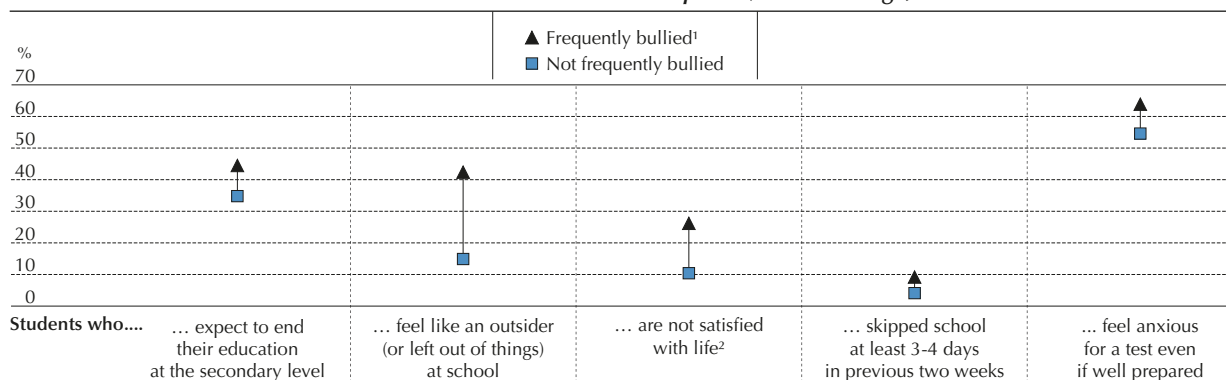 ▲ Frequently bullied¹
■ Not frequently bullied
%
70
60
50
40
30
20
10
0
Students who....
… expect to end
their education
at the secondary level
… feel like an outsider
(or left out of things)
at school
… are not satisfied
with life²
… skipped school
at least 3-4 days
in previous two weeks
... feel anxious
for a test even
if well prepared